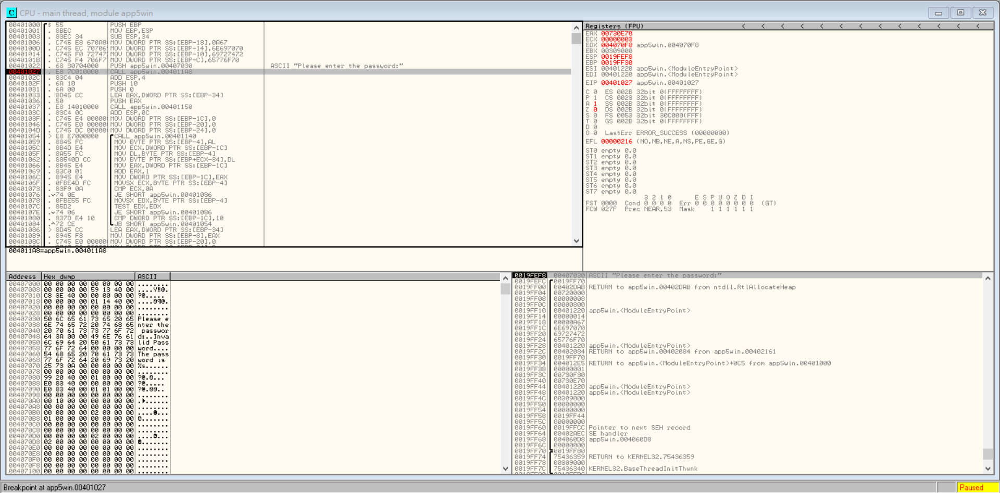 CPU - main thread, module app5win
00401000 $ 55 PUSH EBP
00401001 . 8BEC MOV EBP,ESP
00401003 . 83EC 34 SUB ESP,34
00401006 . C745 E8 670A0 MOV DWORD PTR SS:[EBP-18],0A67
0040100D . C745 EC 70706 MOV DWORD PTR SS:[EBP-14],6E697070
00401014 . C745 F0 72747 MOV DWORD PTR SS:[EBP-10],69727472
0040101B . C745 F4 706F7 MOV DWORD PTR SS:[EBP-C],65776F70
00401022 . 68 30704000 PUSH app5win.00407030 ASCII "Please enter the password:"
00401027 . E8 7C010000 CALL app5win.004011A8
0040102C . 83C4 04 ADD ESP,4
0040102F . 6A 10 PUSH 10
00401031 . 6A 00 PUSH 0
00401033 . 8D45 CC LEA EAX,DWORD PTR SS:[EBP-34]
00401036 . 50 PUSH EAX
00401037 . E8 14010000 CALL app5win.00401150
0040103C . 83C4 0C ADD ESP,0C
0040103F . C745 E4 00000 MOV DWORD PTR SS:[EBP-1C],0
00401046 . C745 E0 00000 MOV DWORD PTR SS:[EBP-20],0
0040104D . C745 DC 00000 MOV DWORD PTR SS:[EBP-24],0
00401054 > E8 E7000000 CALL app5win.00401140
00401059 . 8845 FC MOV BYTE PTR SS:[EBP-4],AL
0040105C . 8B4D E4 MOV ECX,DWORD PTR SS:[EBP-1C]
0040105F . 8A55 FC MOV DL,BYTE PTR SS:[EBP-4]
00401062 . 88540D CC MOV BYTE PTR SS:[EBP+ECX-34],DL
00401066 . 8B45 E4 MOV EAX,DWORD PTR SS:[EBP-1C]
00401069 . 83C0 01 ADD EAX,1
0040106C . 8945 E4 MOV DWORD PTR SS:[EBP-1C],EAX
0040106F . 0FBE4D FC MOVSX ECX,BYTE PTR SS:[EBP-4]
00401073 . 83F9 0A CMP ECX,0A
00401076 . 74 0E JE SHORT app5win.00401086
00401078 . 0FBE55 FC MOVSX EDX,BYTE PTR SS:[EBP-4]
0040107C . 85D2 TEST EDX,EDX
0040107E . 74 06 JE SHORT app5win.00401086
00401080 . 837D E4 10 CMP DWORD PTR SS:[EBP-1C],10
00401084 .^72 CE JB SHORT app5win.00401054
00401086 > 8D45 CC LEA EAX,DWORD PTR SS:[EBP-34]
00401089 . 8945 F8 MOV DWORD PTR SS:[EBP-8],EAX
0040108C . C745 E0 00000 MOV DWORD PTR SS:[EBP-20],0
004011A8=app5win.004011A8
Registers (FPU) < < < < < < < < < < < < <
EAX 00730E70
ECX 00000003
EDX 004070F8 app5win.004070F8
EBX 00309000
ESP 0019FEF8
EBP 0019FF30
ESI 00401220 app5win.<ModuleEntryPoint>
EDI 00401220 app5win.<ModuleEntryPoint>
EIP 00401027 app5win.00401027
C 0 ES 002B 32bit 0(FFFFFFFF)
P 1 CS 0023 32bit 0(FFFFFFFF)
A 1 SS 002B 32bit 0(FFFFFFFF)
Z 0 DS 002B 32bit 0(FFFFFFFF)
S 0 FS 0053 32bit 30C000(FFF)
T 0 GS 002B 32bit 0(FFFFFFFF)
D 0
O 0 LastErr ERROR_SUCCESS (00000000)
EFL 00000216 (NO,NB,NE,A,NS,PE,GE,G)
ST0 empty 0.0
ST1 empty 0.0
ST2 empty 0.0
ST3 empty 0.0
ST4 empty 0.0
ST5 empty 0.0
ST6 empty 0.0
ST7 empty 0.0
3 2 1 0 E S P U O Z D I
FST 0000 Cond 0 0 0 0 Err 0 0 0 0 0 0 0 0 (GT)
FCW 027F Prec NEAR,53 Mask 1 1 1 1 1 1
Address Hex dump ASCII
00407000 00 00 00 00 00 00 00 00 ........
00407008 00 00 00 00 59 13 40 00 ....Y‼@.
00407010 C8 3E 40 00 00 00 00 00 ?@.....
00407018 00 00 00 00 01 14 40 00 ....☺¶@.
00407020 00 00 00 00 00 00 00 00 ........
00407028 00 00 00 00 00 00 00 00 ........
00407030 50 6C 65 61 73 65 20 65 Please e
00407038 6E 74 65 72 20 74 68 65 nter the
00407040 20 70 61 73 73 77 6F 72 passwor
00407048 64 3A 00 00 49 6E 76 61 d:..Inva
00407050 6C 69 64 20 50 61 73 73 lid Pass
00407058 77 6F 72 64 00 00 00 00 word....
00407060 54 68 65 20 70 61 73 73 The pass
00407068 77 6F 72 64 20 69 73 20 word is
00407070 25 73 0A 00 00 00 00 00 %s......
00407078 00 00 00 00 00 00 00 00 ........
00407080 99 20 40 00 01 00 00 00 ?@.☺...
00407088 E0 83 40 00 00 00 00 00 ?@.....
00407090 E0 83 40 00 01 01 00 00 ?@.☺☺..
00407098 00 00 00 00 00 00 00 00 ........
004070A0 00 10 00 00 00 00 00 00 .►......
004070A8 00 00 00 00 00 00 00 00 ........
004070B0 00 00 00 00 02 00 00 00 ....☻...
004070B8 01 00 00 00 00 00 00 00 ☺.......
004070C0 00 00 00 00 00 00 00 00 ........
004070C8 00 00 00 00 00 00 00 00 ........
004070D0 00 00 00 00 02 00 00 00 ....☻...
004070D8 02 00 00 00 00 00 00 00 ☻.......
004070E0 00 00 00 00 00 00 00 00 ........
004070E8 00 00 00 00 00 00 00 00 ........
004070F0 00 00 00 00 00 00 00 00 ........
004070F8 00 00 00 00 00 00 00 00 ........
00407100 00 00 00 00 00 00 00 00 ........
0019FEF8 00407030 ASCII "Please enter the password:"
0019FEFC 0019FF70
0019FF00 00402DAB RETURN to app5win.00402DAB from ntdll.RtlAllocateHeap
0019FF04 00720000
0019FF08 00000008
0019FF0C 00000800
0019FF10 00401220 app5win.<ModuleEntryPoint>
0019FF14 00000014
0019FF18 00000A67
0019FF1C 6E697070
0019FF20 69727472
0019FF24 65776F70
0019FF28 00401220 app5win.<ModuleEntryPoint>
0019FF2C 00402084 RETURN to app5win.00402084 from app5win.00402161
0019FF30 0019FF70
0019FF34 004012E5 RETURN to app5win.<ModuleEntryPoint>+0C5 from app5win.00401000
0019FF38 00000001
0019FF3C 00730F30
0019FF40 00730E70
0019FF44 00401220 app5win.<ModuleEntryPoint>
0019FF48 00401220 app5win.<ModuleEntryPoint>
0019FF4C 00309000
0019FF50 00000000
0019FF54 00000000
0019FF58 0019FF44
0019FF5C 00000000
0019FF60 0019FFCC Pointer to next SEH record
0019FF64 00402AEC SE handler
0019FF68 004060D8 app5win.004060D8
0019FF6C 00000000
0019FF70 0019FF80
0019FF74 75436359 RETURN to KERNEL32.75436359
0019FF78 00309000
0019FF7C 75436340 KERNEL32.BaseThreadInitThunk
Breakpoint at app5win.00401027
Paused